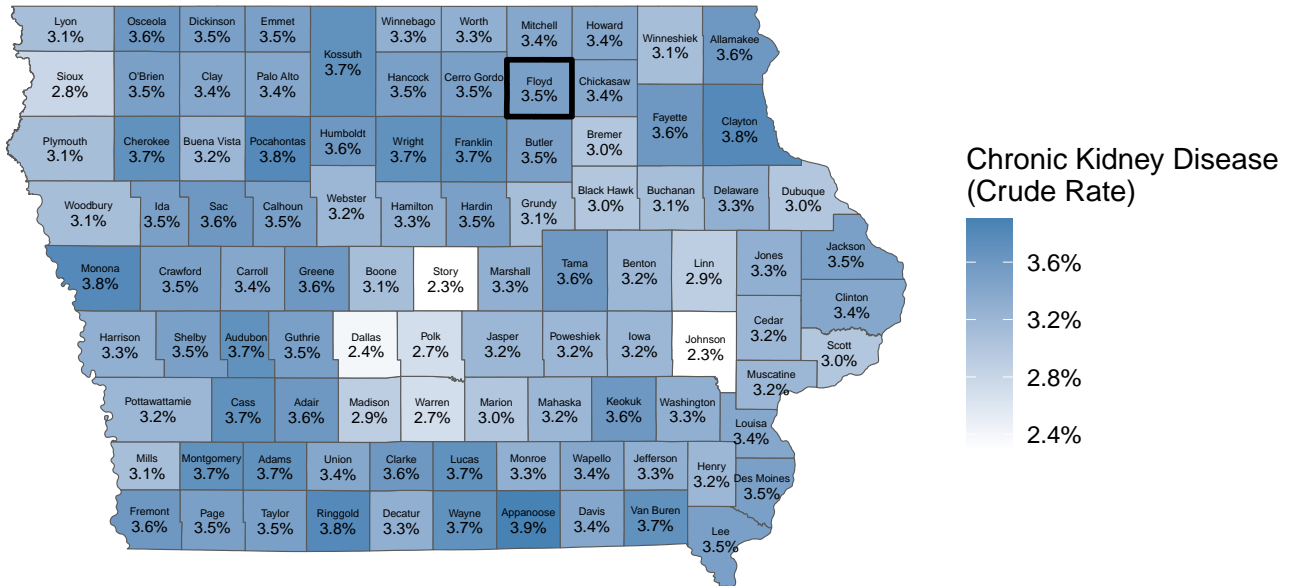 Lyon
3.1%
Osceola
3.6%
Dickinson
3.5%
Emmet
3.5%
Kossuth
3.7%
Winnebago
3.3%
Worth
3.3%
Mitchell
3.4%
Howard
3.4%
Winneshiek
3.1%
Allamakee
3.6%
Sioux
2.8%
O'Brien
3.5%
Clay
3.4%
Palo Alto
3.4%
Hancock
3.5%
Cerro Gordo
3.5%
Floyd
3.5%
Chickasaw
3.4%
Fayette
3.6%
Clayton
3.8%
Plymouth
3.1%
Cherokee
3.7%
Buena Vista
3.2%
Pocahontas
3.8%
Humboldt
3.6%
Wright
3.7%
Franklin
3.7%
Butler
3.5%
Bremer
3.0%
Woodbury
3.1%
Ida
3.5%
Sac
3.6%
Calhoun
3.5%
Webster
3.2%
Hamilton
3.3%
Hardin
3.5%
Grundy
3.1%
Black Hawk
3.0%
Buchanan
3.1%
Delaware
3.3%
Dubuque
3.0%
Monona
3.8%
Crawford
3.5%
Carroll
3.4%
Greene
3.6%
Boone
3.1%
Story
2.3%
Marshall
3.3%
Tama
3.6%
Benton
3.2%
Linn
2.9%
Jones
3.3%
Jackson
3.5%
Clinton
3.4%
Harrison
3.3%
Shelby
3.5%
Audubon
3.7%
Guthrie
3.5%
Dallas
2.4%
Polk
2.7%
Jasper
3.2%
Poweshiek
3.2%
Iowa
3.2%
Johnson
2.3%
Cedar
3.2%
Scott
3.0%
Muscatine
3.2%
Pottawattamie
3.2%
Cass
3.7%
Adair
3.6%
Madison
2.9%
Warren
2.7%
Marion
3.0%
Mahaska
3.2%
Keokuk
3.6%
Washington
3.3%
Louisa
3.4%
Mills
3.1%
Montgomery
3.7%
Adams
3.7%
Union
3.4%
Clarke
3.6%
Lucas
3.7%
Monroe
3.3%
Wapello
3.4%
Jefferson
3.3%
Henry
3.2%
Des Moines
3.5%
Fremont
3.6%
Page
3.5%
Taylor
3.5%
Ringgold
3.8%
Decatur
3.3%
Wayne
3.7%
Appanoose
3.9%
Davis
3.4%
Van Buren
3.7%
Lee
3.5%
Chronic Kidney Disease
(Crude Rate)
3.6%
3.2%
2.8%
2.4%